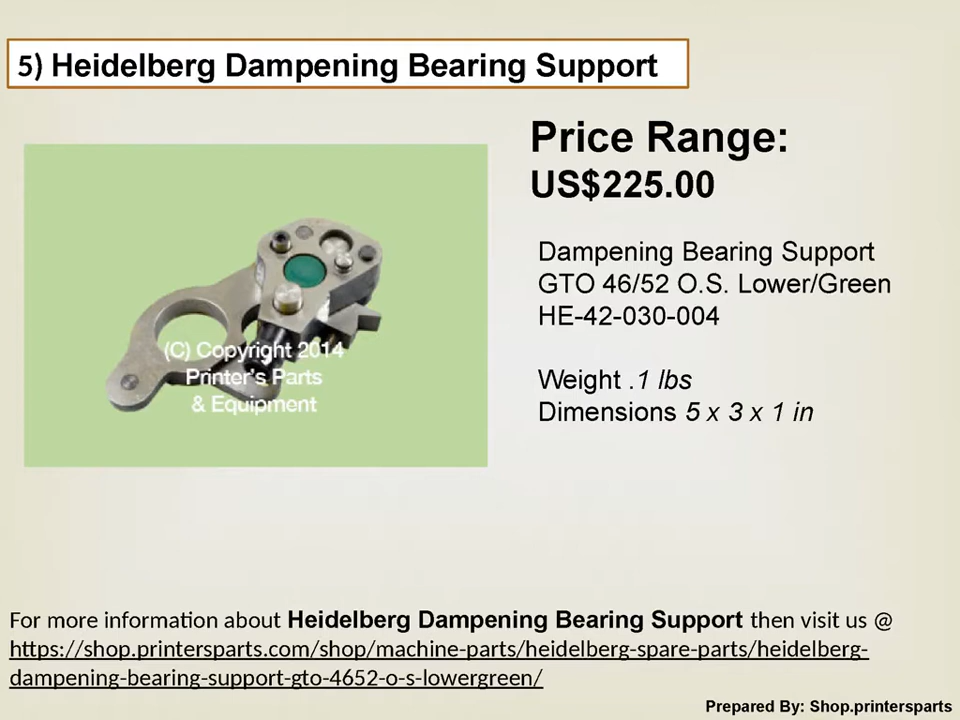 5) Heidelberg Dampening Bearing Support
Price Range:
US$225.00
Dampening Bearing Support
GTO 46/52 O.S. Lower/Green
HE-42-030-004
Weight .1 lbs
Dimensions 5 x 3 x 1 in
(C) Copyright 2014
Printer's Parts
& Equipment
For more information about Heidelberg Dampening Bearing Support then visit us @
https://shop.printersparts.com/shop/machine-parts/heidelberg-spare-parts/heidelberg-
dampening-bearing-support-gto-4652-o-s-lowergreen/
Prepared By: Shop.printersparts